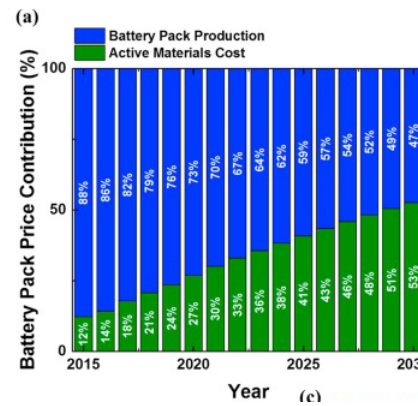 (a)
Battery Pack Production
Active Materials Cost
Battery Pack Price Contribution (%)
100
50
0
88% 86% 82% 79% 76% 73% 70% 67% 64% 62% 59% 57% 54% 52% 49% 47%
12% 14% 18% 21% 24% 27% 30% 33% 36% 38% 41% 43% 46% 48% 51% 53%
2015 2020 2025 203
Year
(c)